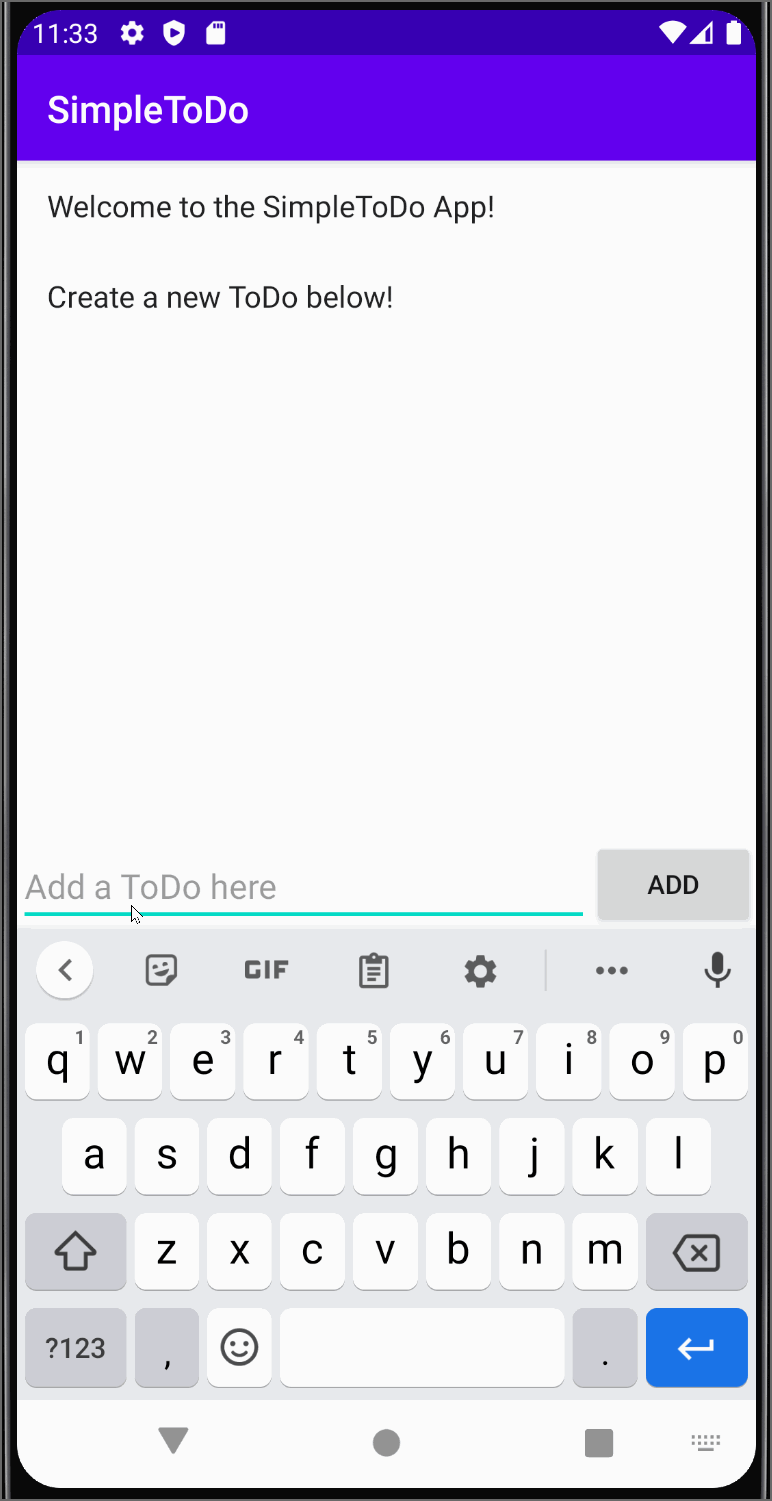 11:33
SimpleToDo
Welcome to the SimpleToDo App!
Create a new ToDo below!
Add a ToDo here
ADD
GIF
1 2 3 4 5 6 7 8 9 0
q w e r t y u i o p
a s d f g h j k l
z x c v b n m
?123 , .